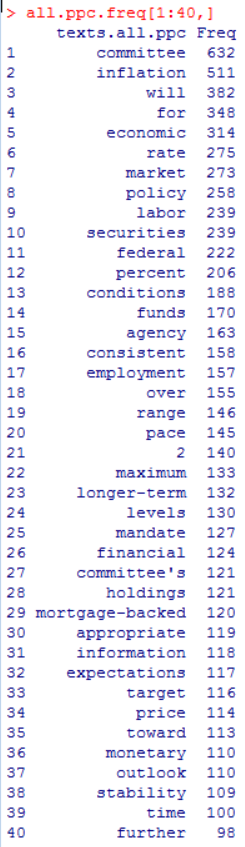 > all.ppc.freq[1:40,]
texts.all.ppc Freq
1 committee 632
2 inflation 511
3 will 382
4 for 348
5 economic 314
6 rate 275
7 market 273
8 policy 258
9 labor 239
10 securities 239
11 federal 222
12 percent 206
13 conditions 188
14 funds 170
15 agency 163
16 consistent 158
17 employment 157
18 over 155
19 range 146
20 pace 145
21 2 140
22 maximum 133
23 longer-term 132
24 levels 130
25 mandate 127
26 financial 124
27 committee's 121
28 holdings 121
29 mortgage-backed 120
30 appropriate 119
31 information 118
32 expectations 117
33 target 116
34 price 114
35 toward 113
36 monetary 110
37 outlook 110
38 stability 109
39 time 100
40 further 98